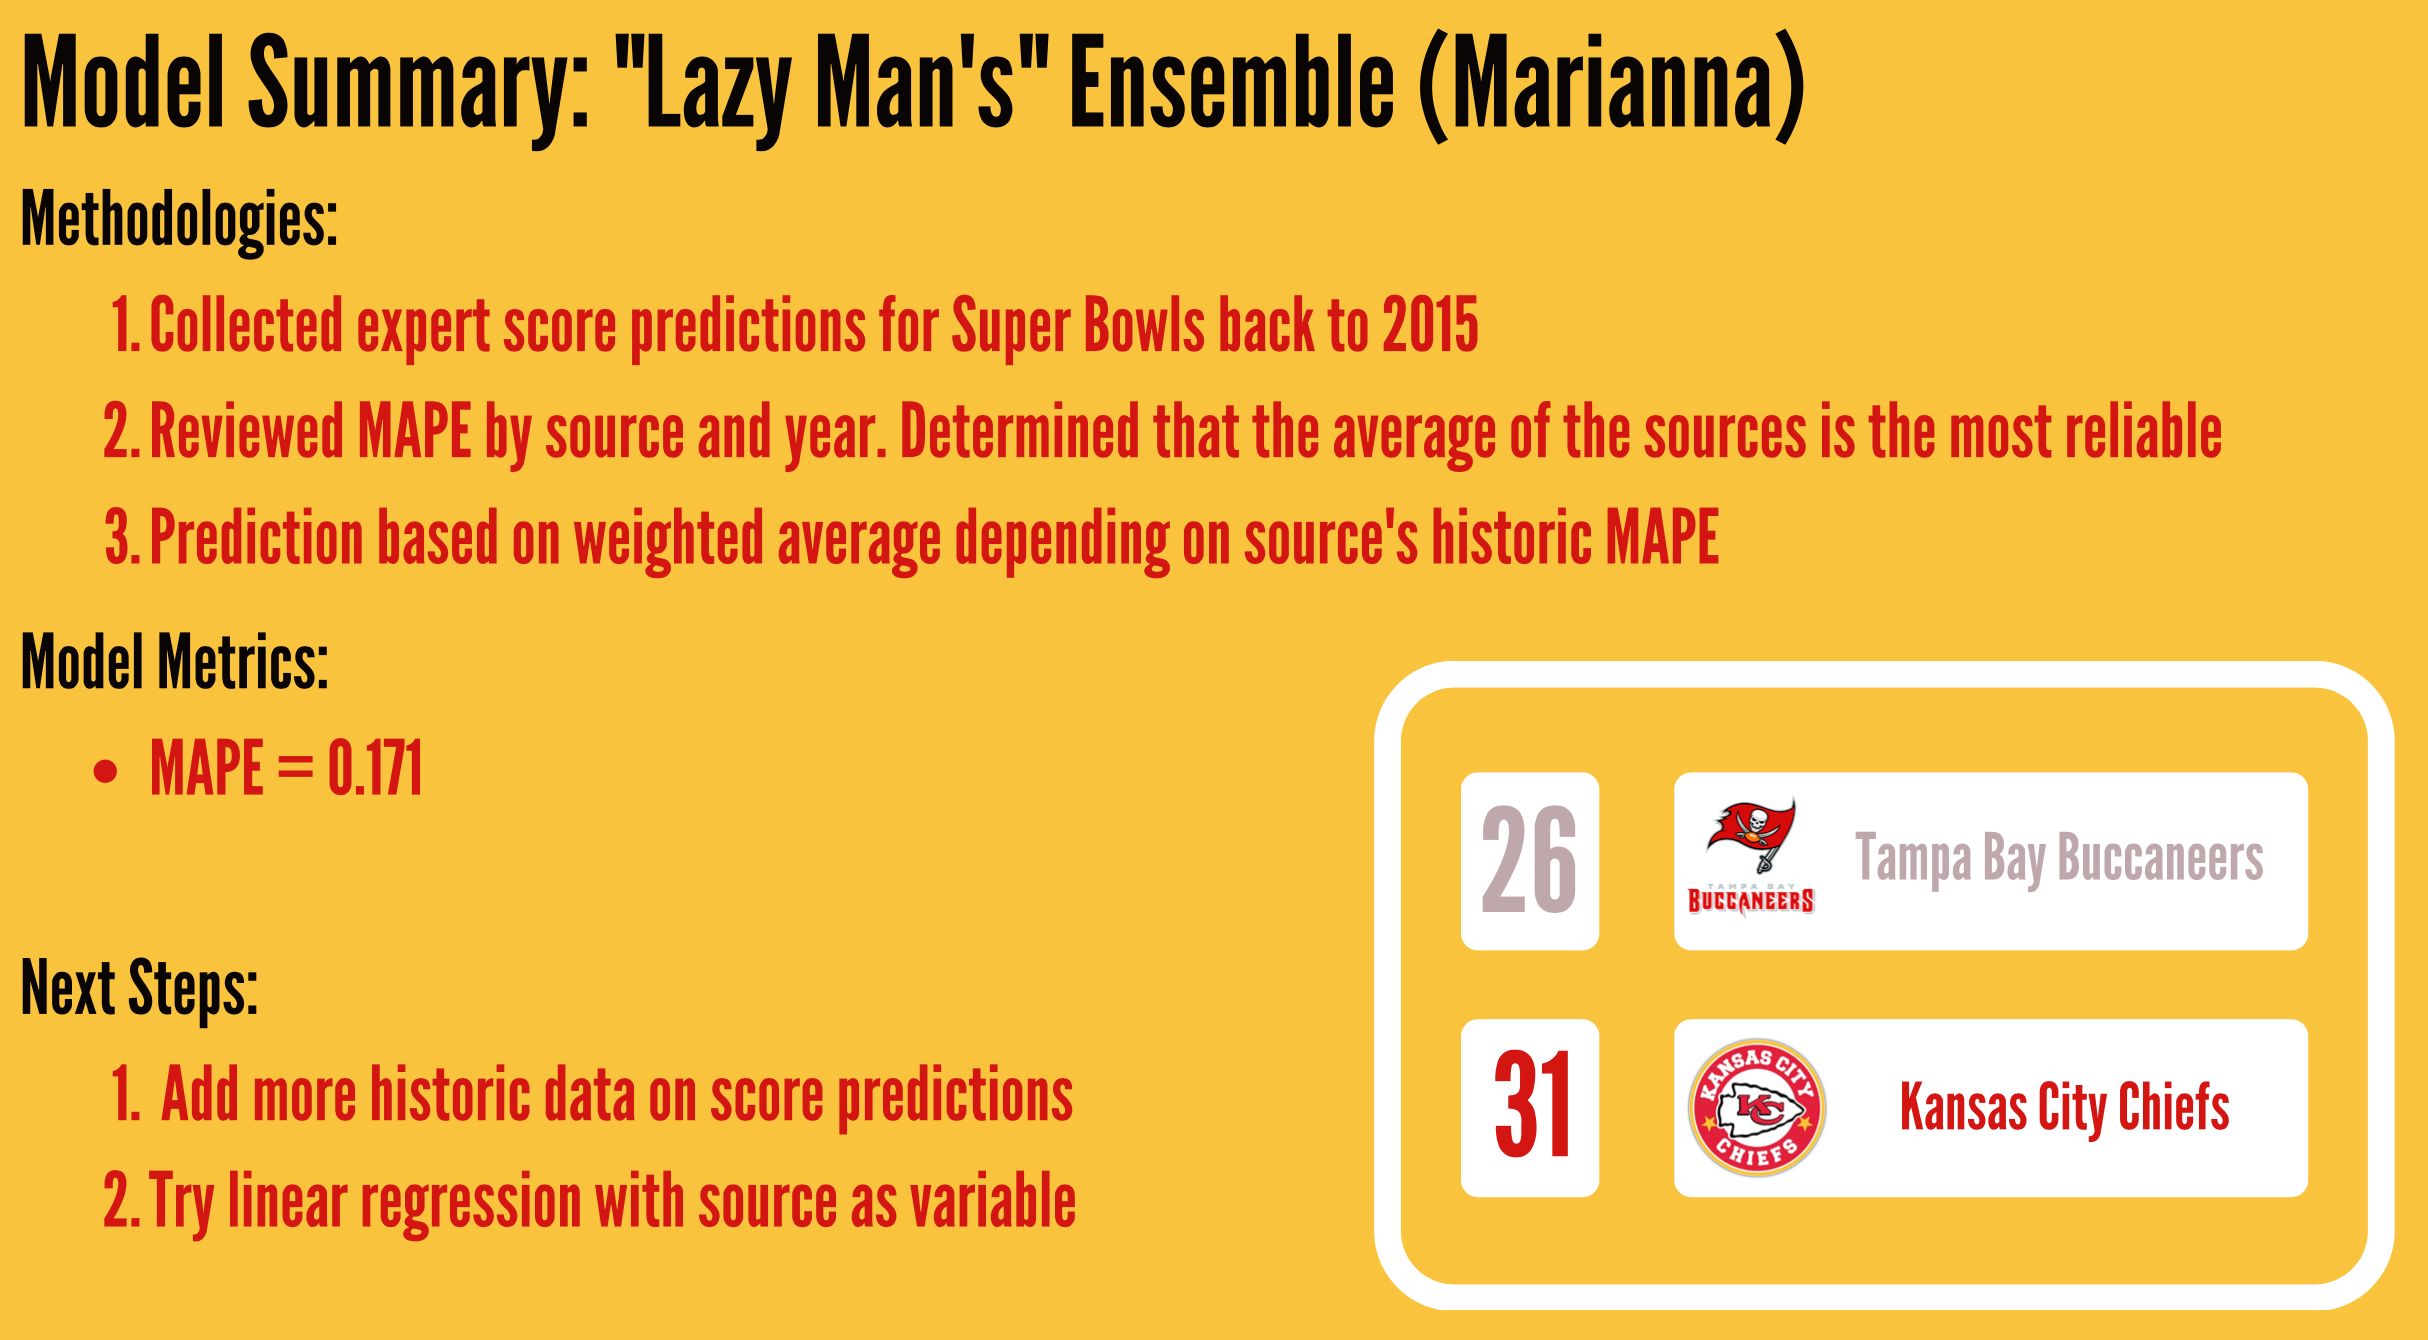 Model Summary: "Lazy Man's" Ensemble (Marianna)
Methodologies:
1. Collected expert score predictions for Super Bowls back to 2015
2. Reviewed MAPE by source and year. Determined that the average of the sources is the most reliable
3. Prediction based on weighted average depending on source's historic MAPE
Model Metrics:
• MAPE = 0.171
Next Steps:
1. Add more historic data on score predictions
2. Try linear regression with source as variable
26
TAMPA BAY
BUCCANEERS
Tampa Bay Buccaneers
31
KANSAS CITY
KC
CHIEFS
Kansas City Chiefs